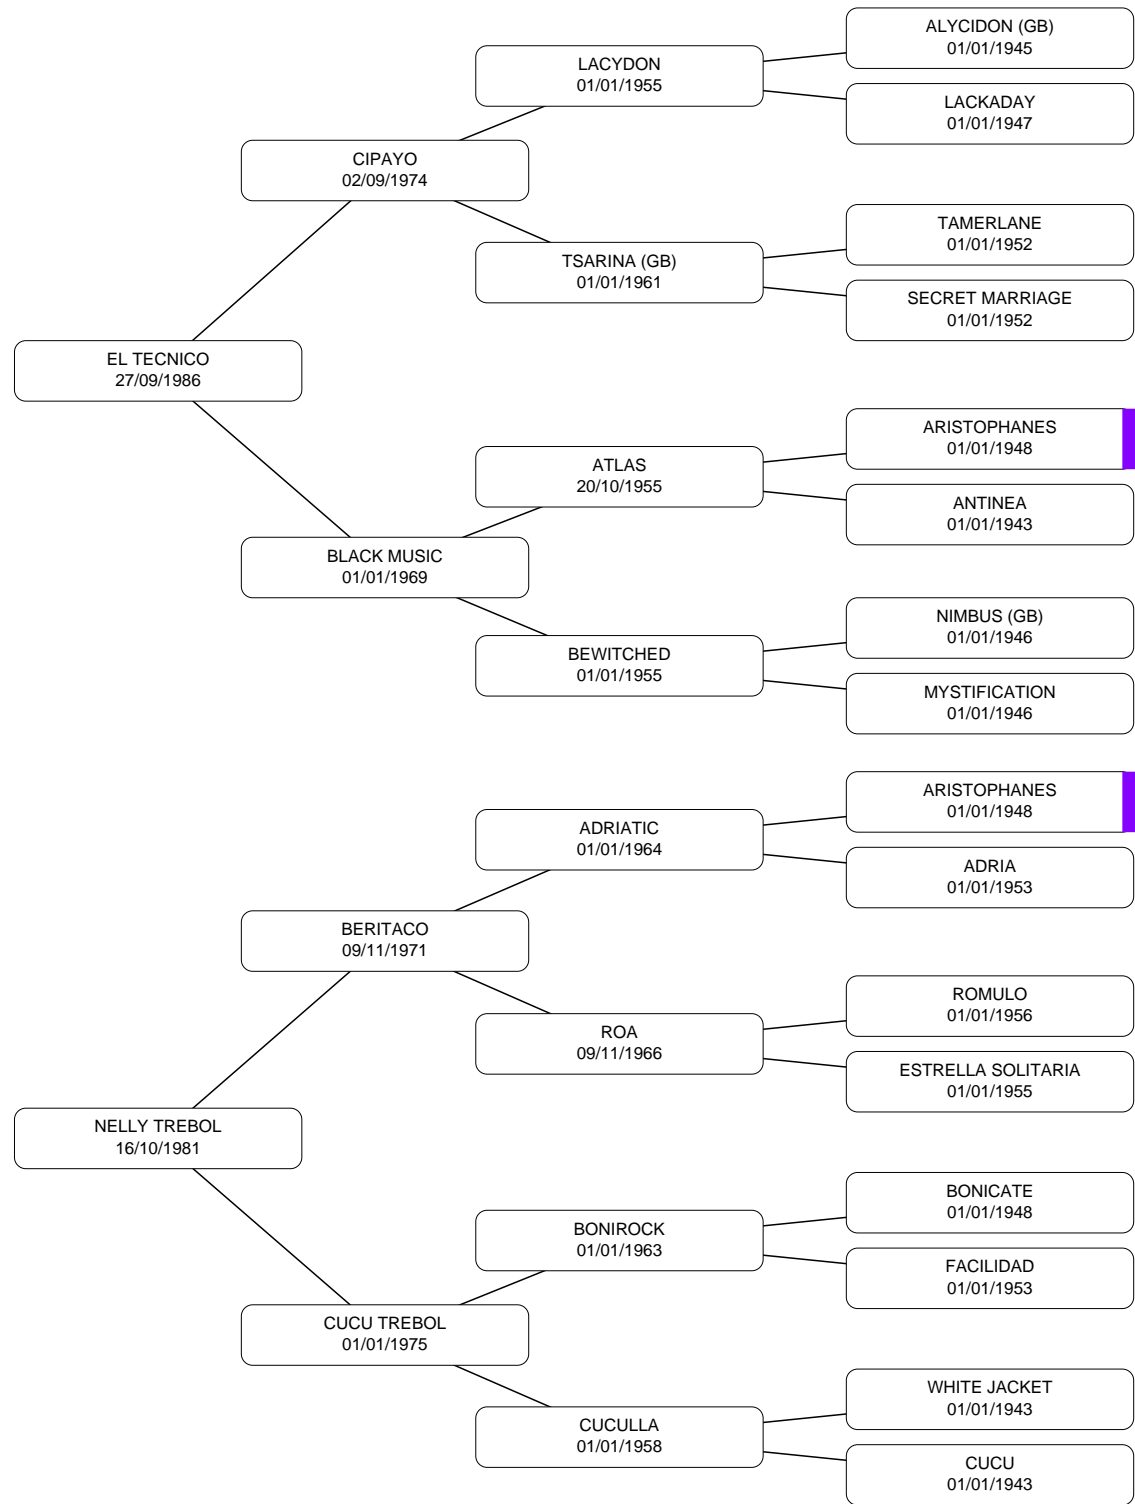 ALYCIDON (GB)
01/01/1945
LACYDON
01/01/1955
LACKADAY
01/01/1947
CIPAYO
02/09/1974
TAMERLANE
01/01/1952
TSARINA (GB)
01/01/1961
SECRET MARRIAGE
01/01/1952
EL TECNICO
27/09/1986
ARISTOPHANES
01/01/1948
ATLAS
20/10/1955
ANTINEA
01/01/1943
BLACK MUSIC
01/01/1969
NIMBUS (GB)
01/01/1946
BEWITCHED
01/01/1955
MYSTIFICATION
01/01/1946
ARISTOPHANES
01/01/1948
ADRIATIC
01/01/1964
ADRIA
01/01/1953
BERITACO
09/11/1971
ROMULO
01/01/1956
ROA
09/11/1966
ESTRELLA SOLITARIA
01/01/1955
NELLY TREBOL
16/10/1981
BONICATE
01/01/1948
BONIROCK
01/01/1963
FACILIDAD
01/01/1953
CUCU TREBOL
01/01/1975
WHITE JACKET
01/01/1943
CUCULLA
01/01/1958
CUCU
01/01/1943